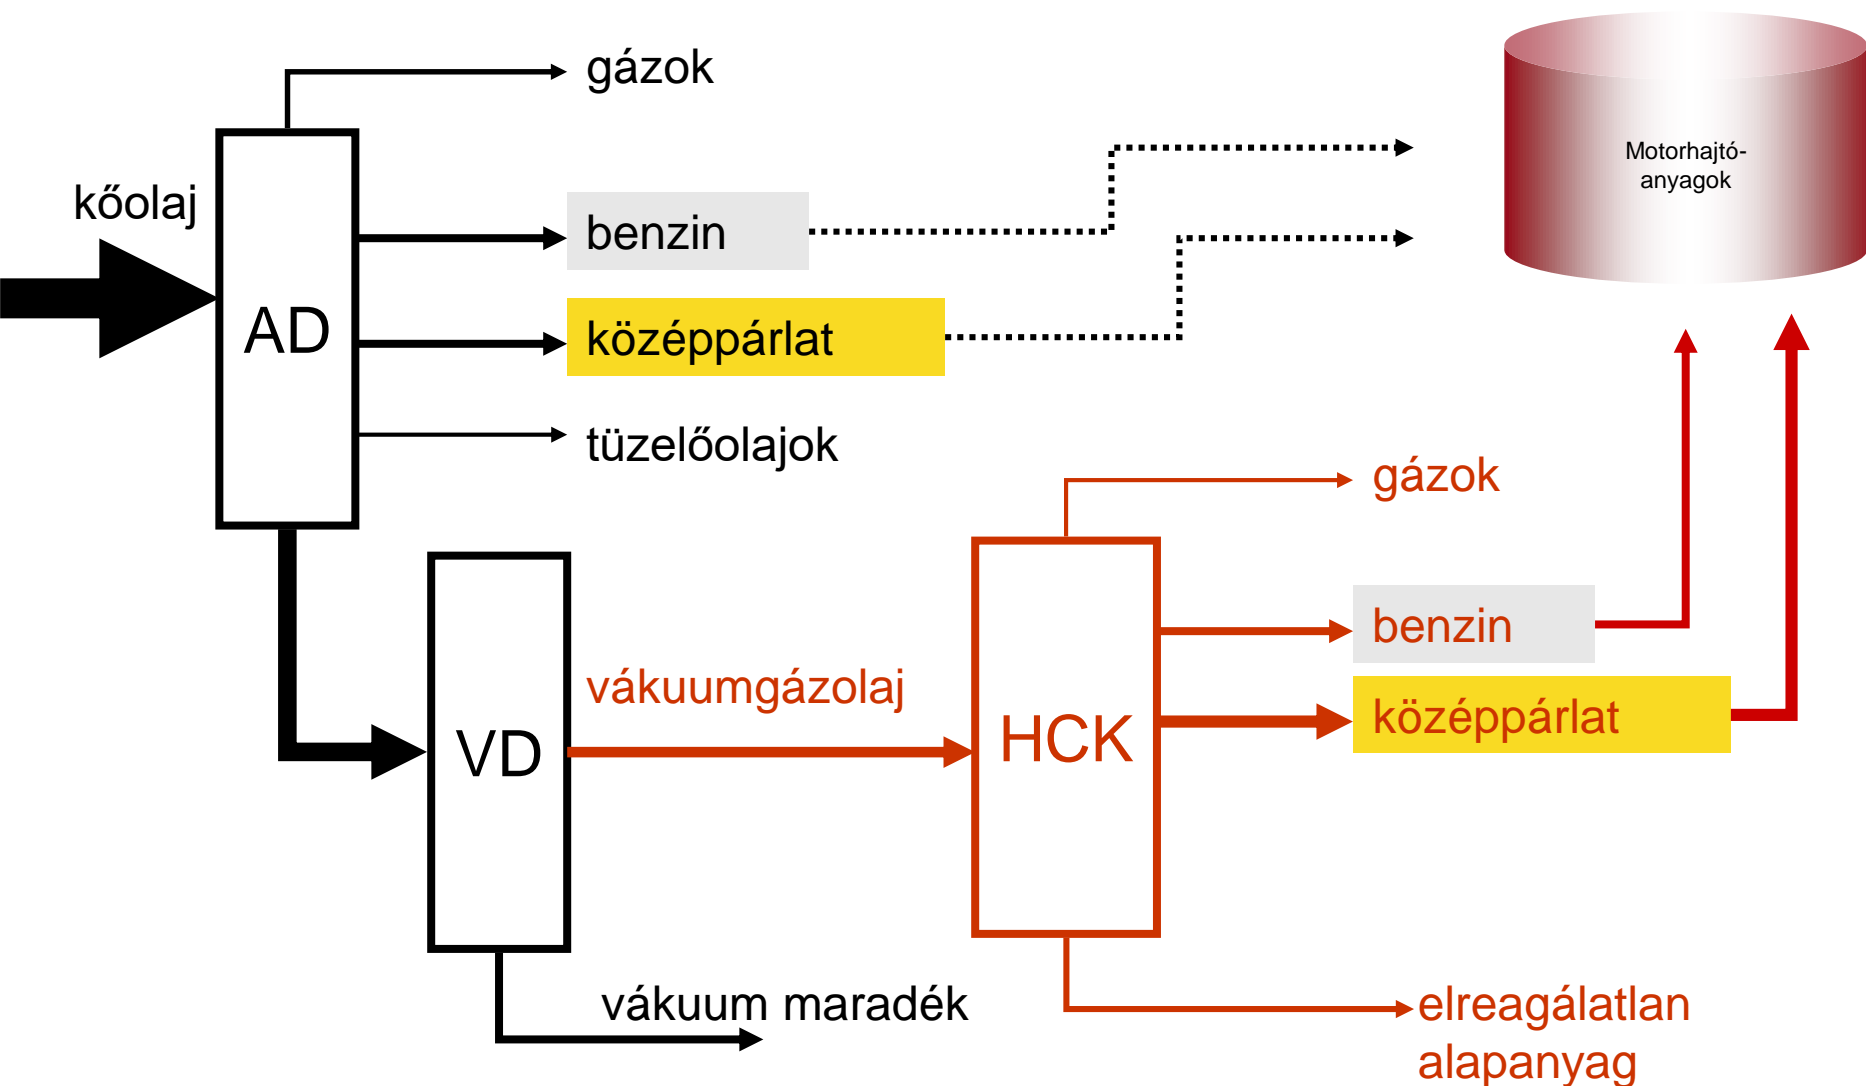 gázok
Motorhajtó-
anyagok
kőolaj
benzin
AD
középpárlat
tüzelőolajok
gázok
benzin
vákuumgázolaj
középpárlat
VD
HCK
vákuum maradék
elreagálatlan
alapanyag